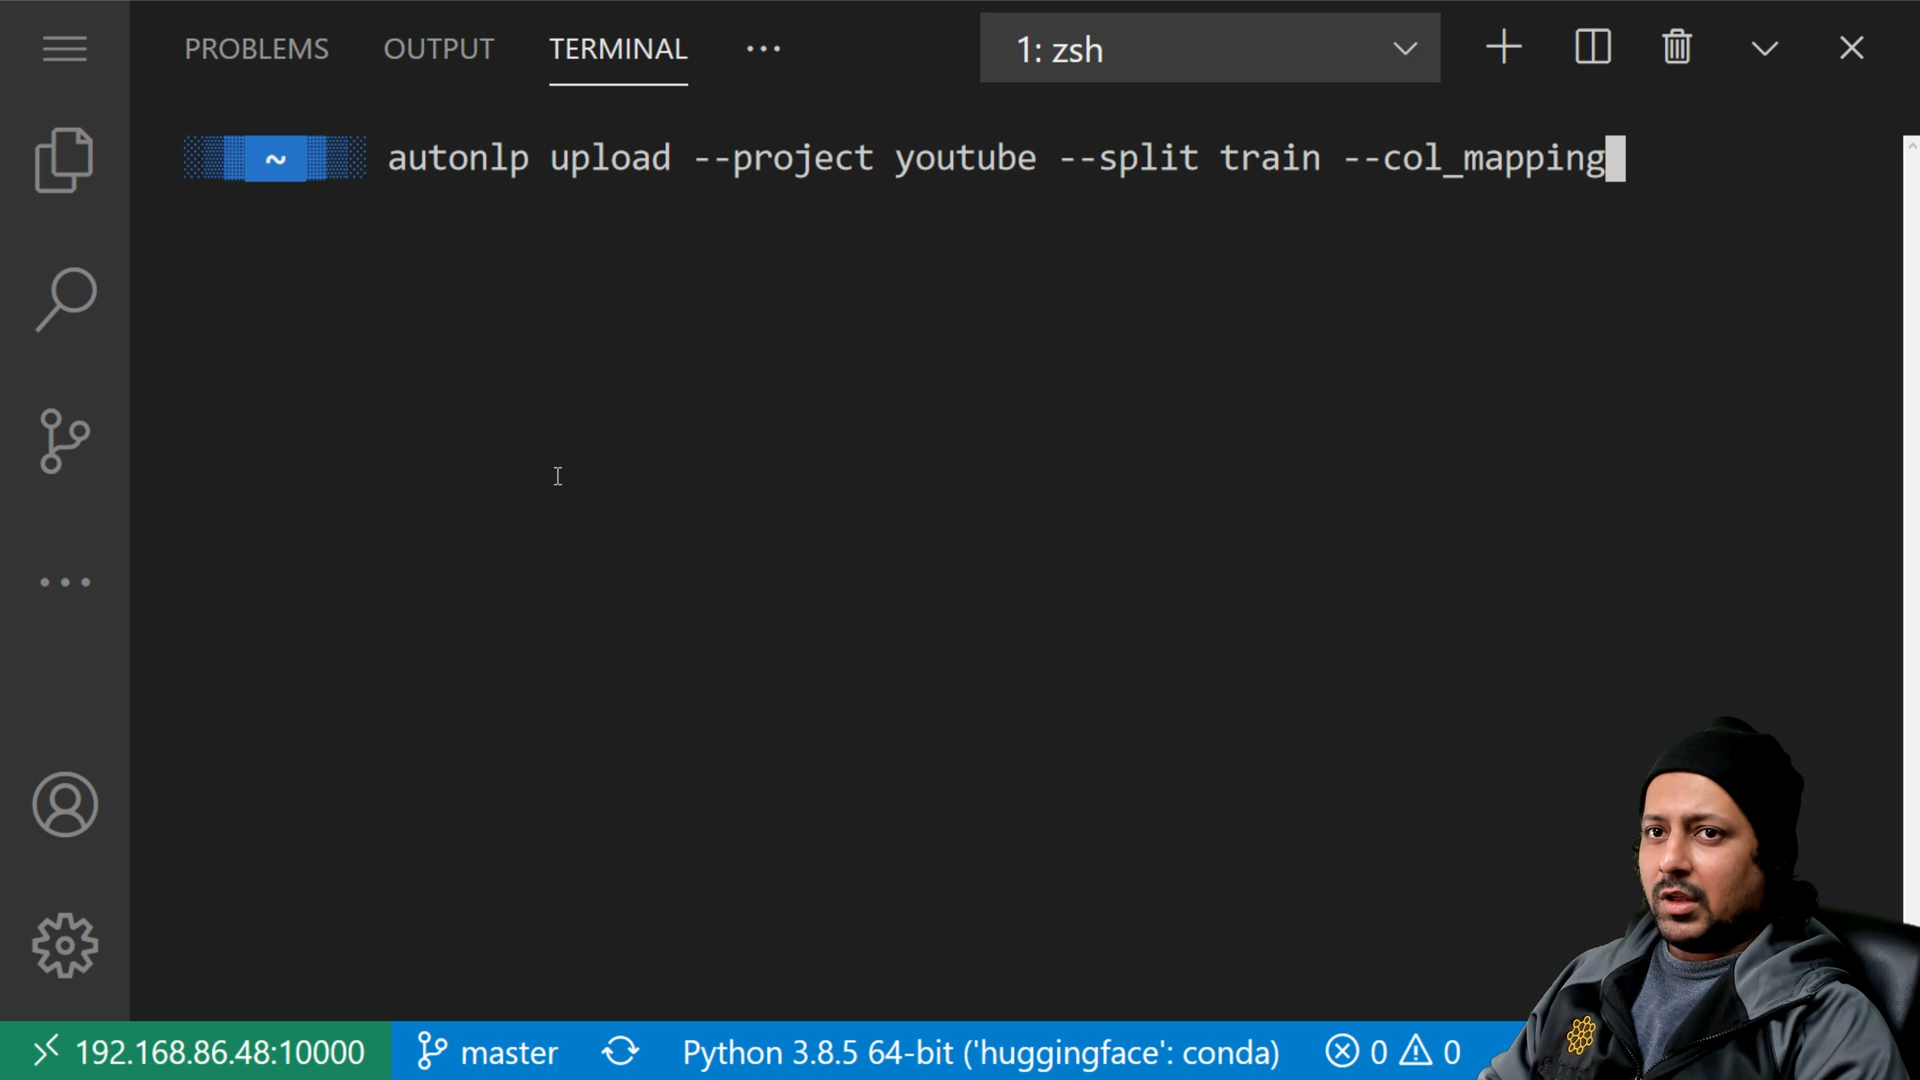 PROBLEMS OUTPUT TERMINAL ··· 1: zsh
~ autonlp upload --project youtube --split train --col_mapping
192.168.86.48:10000 master Python 3.8.5 64-bit ('huggingface': conda) 0 0